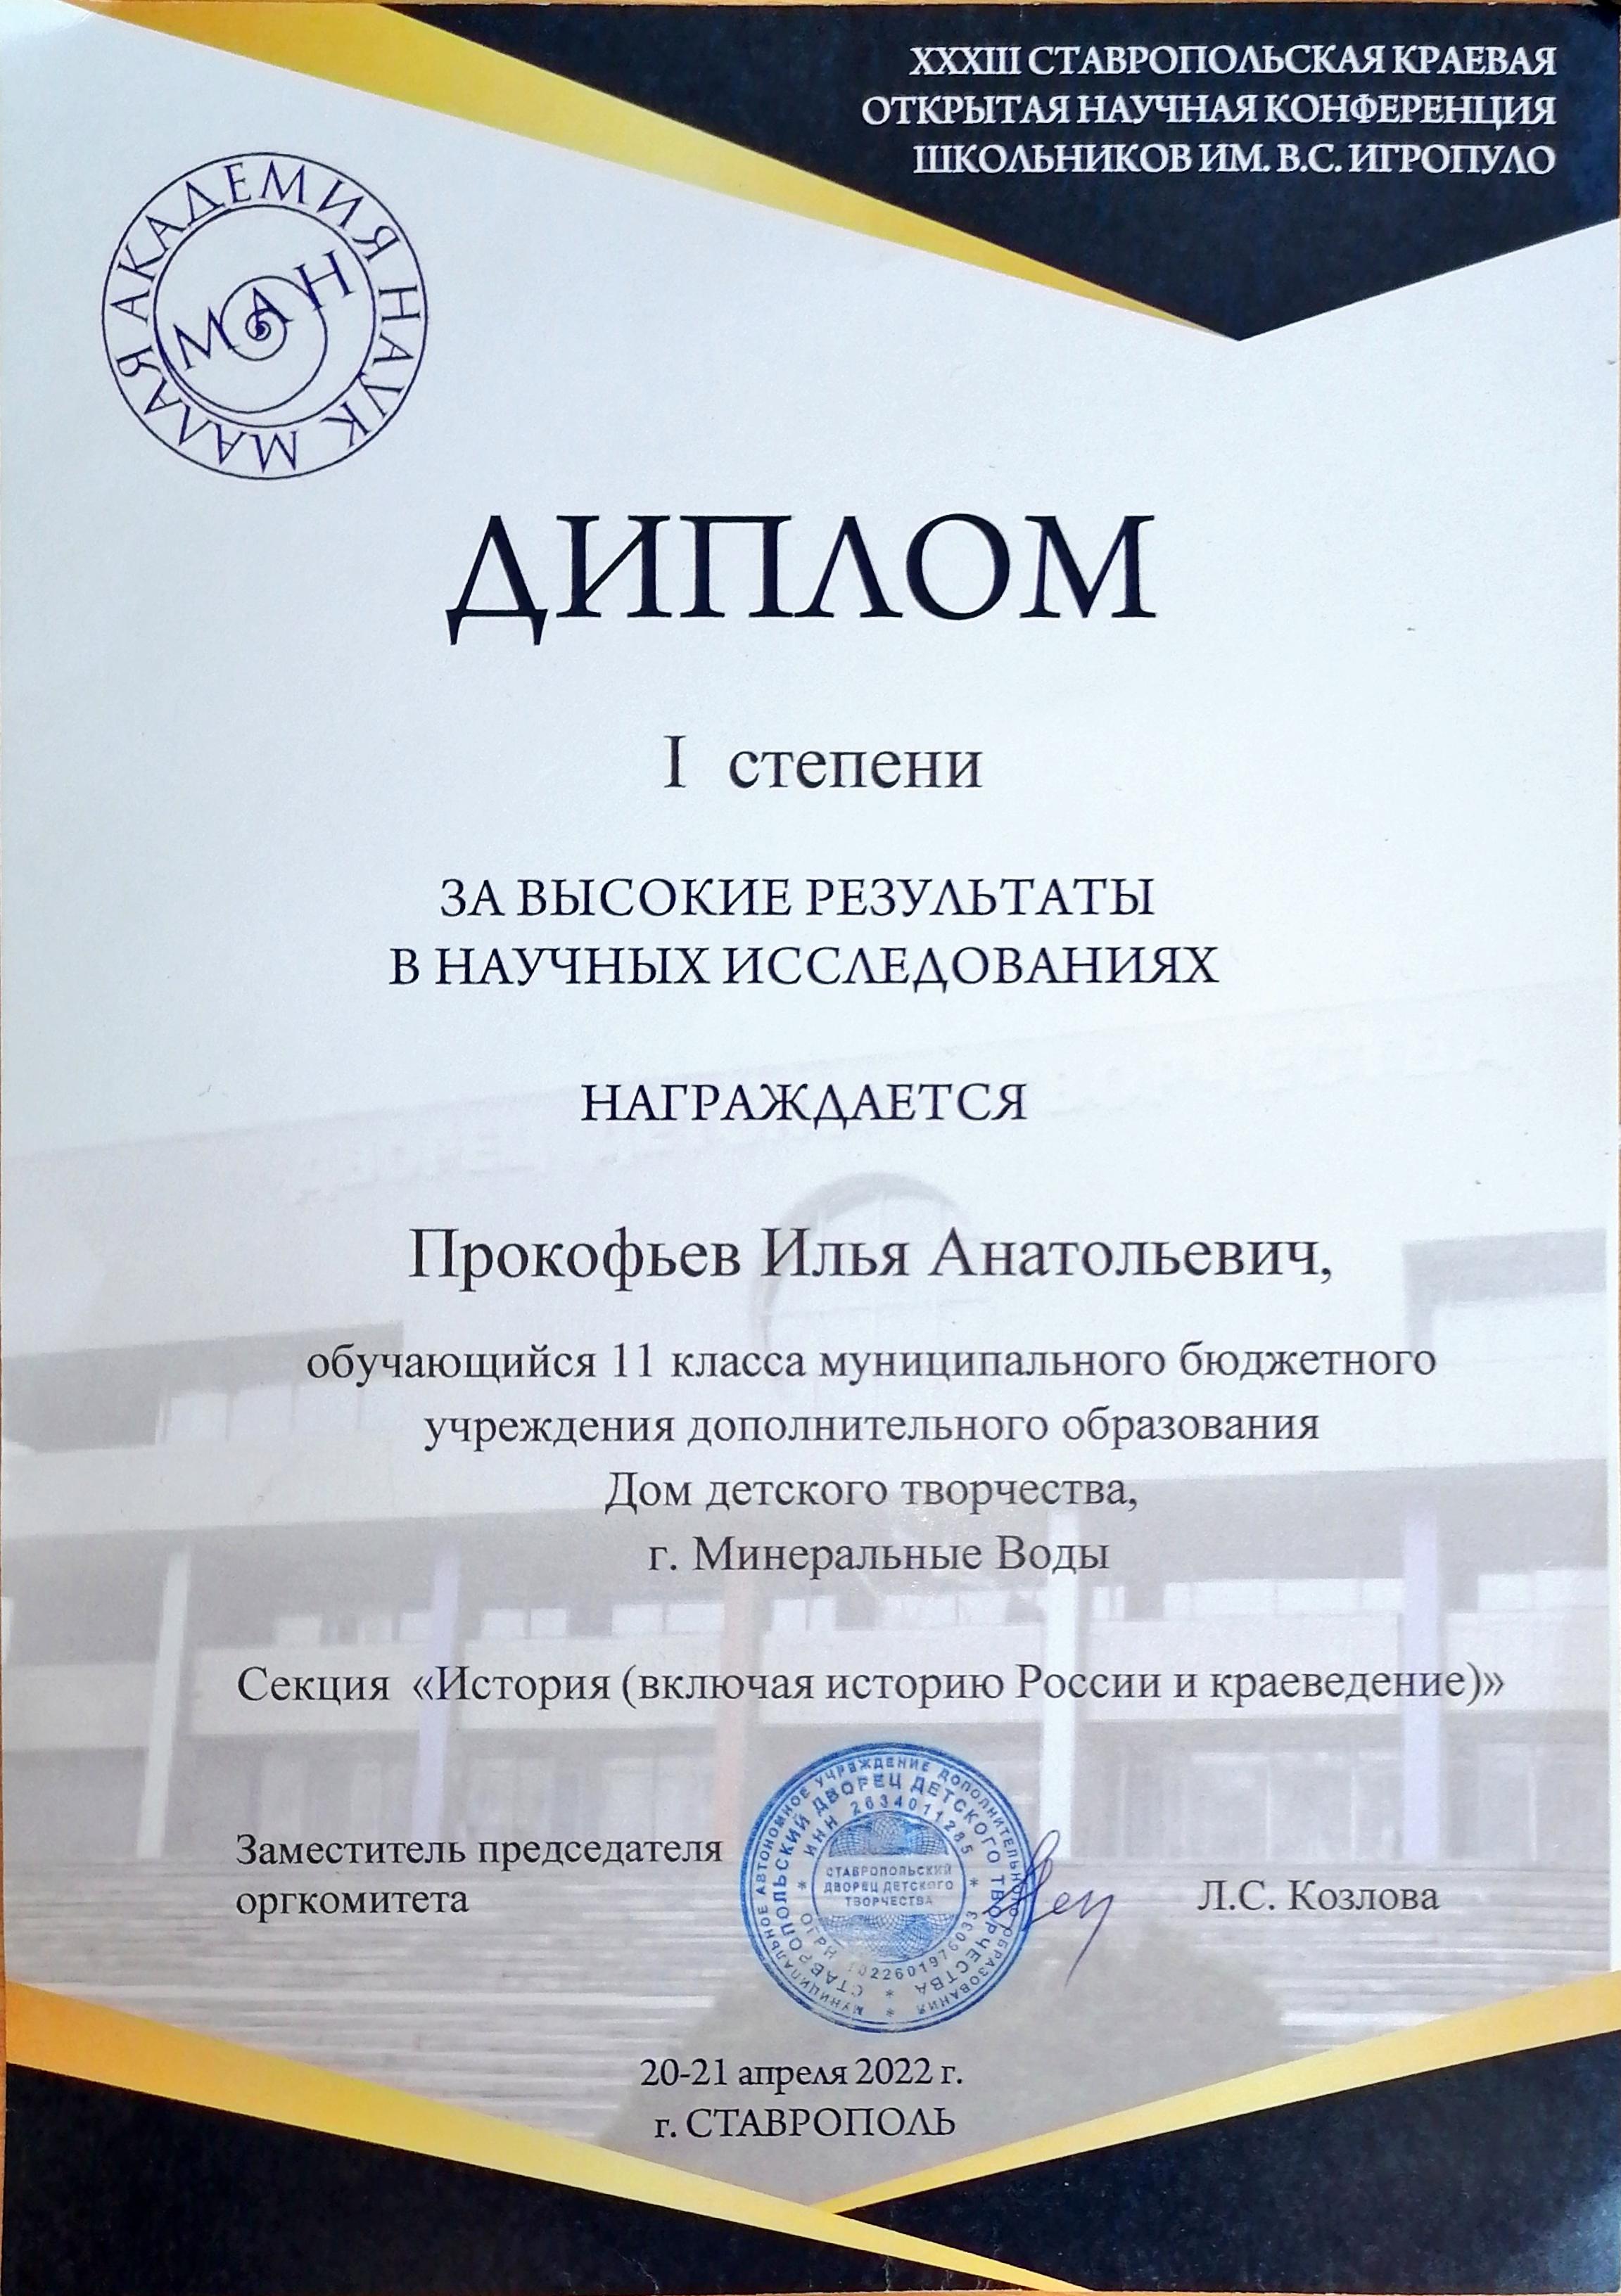 XXXIII СТАВРОПОЛЬСКАЯ КРАЕВАЯ
ОТКРЫТАЯ НАУЧНАЯ КОНФЕРЕНЦИЯ
ШКОЛЬНИКОВ ИМ. В.С. ИГРОПУЛО
МАЛАЯ АКАДЕМИЯ НАУК
МАН
ДИПЛОМ
I степени
ЗА ВЫСОКИЕ РЕЗУЛЬТАТЫ
В НАУЧНЫХ ИССЛЕДОВАНИЯХ
НАГРАЖДАЕТСЯ
Прокофьев Илья Анатольевич,
обучающийся 11 класса муниципального бюджетного
учреждения дополнительного образования
Дом детского творчества,
г. Минеральные Воды
Секция «История (включая историю России и краеведение)»
Заместитель председателя
оргкомитета
Л.С. Козлова
МУНИЦИПАЛЬНОЕ АВТОНОМНОЕ УЧРЕЖДЕНИЕ ДОПОЛНИТЕЛЬНОГО ОБРАЗОВАНИЯ
СТАВРОПОЛЬСКИЙ ДВОРЕЦ ДЕТСКОГО ТВОРЧЕСТВА
ИНН 2634011285
ОГРН 1022601976033
СТАВРОПОЛЬСКИЙ
ДВОРЕЦ ДЕТСКОГО
ТВОРЧЕСТВА
20-21 апреля 2022 г.
г. СТАВРОПОЛЬ